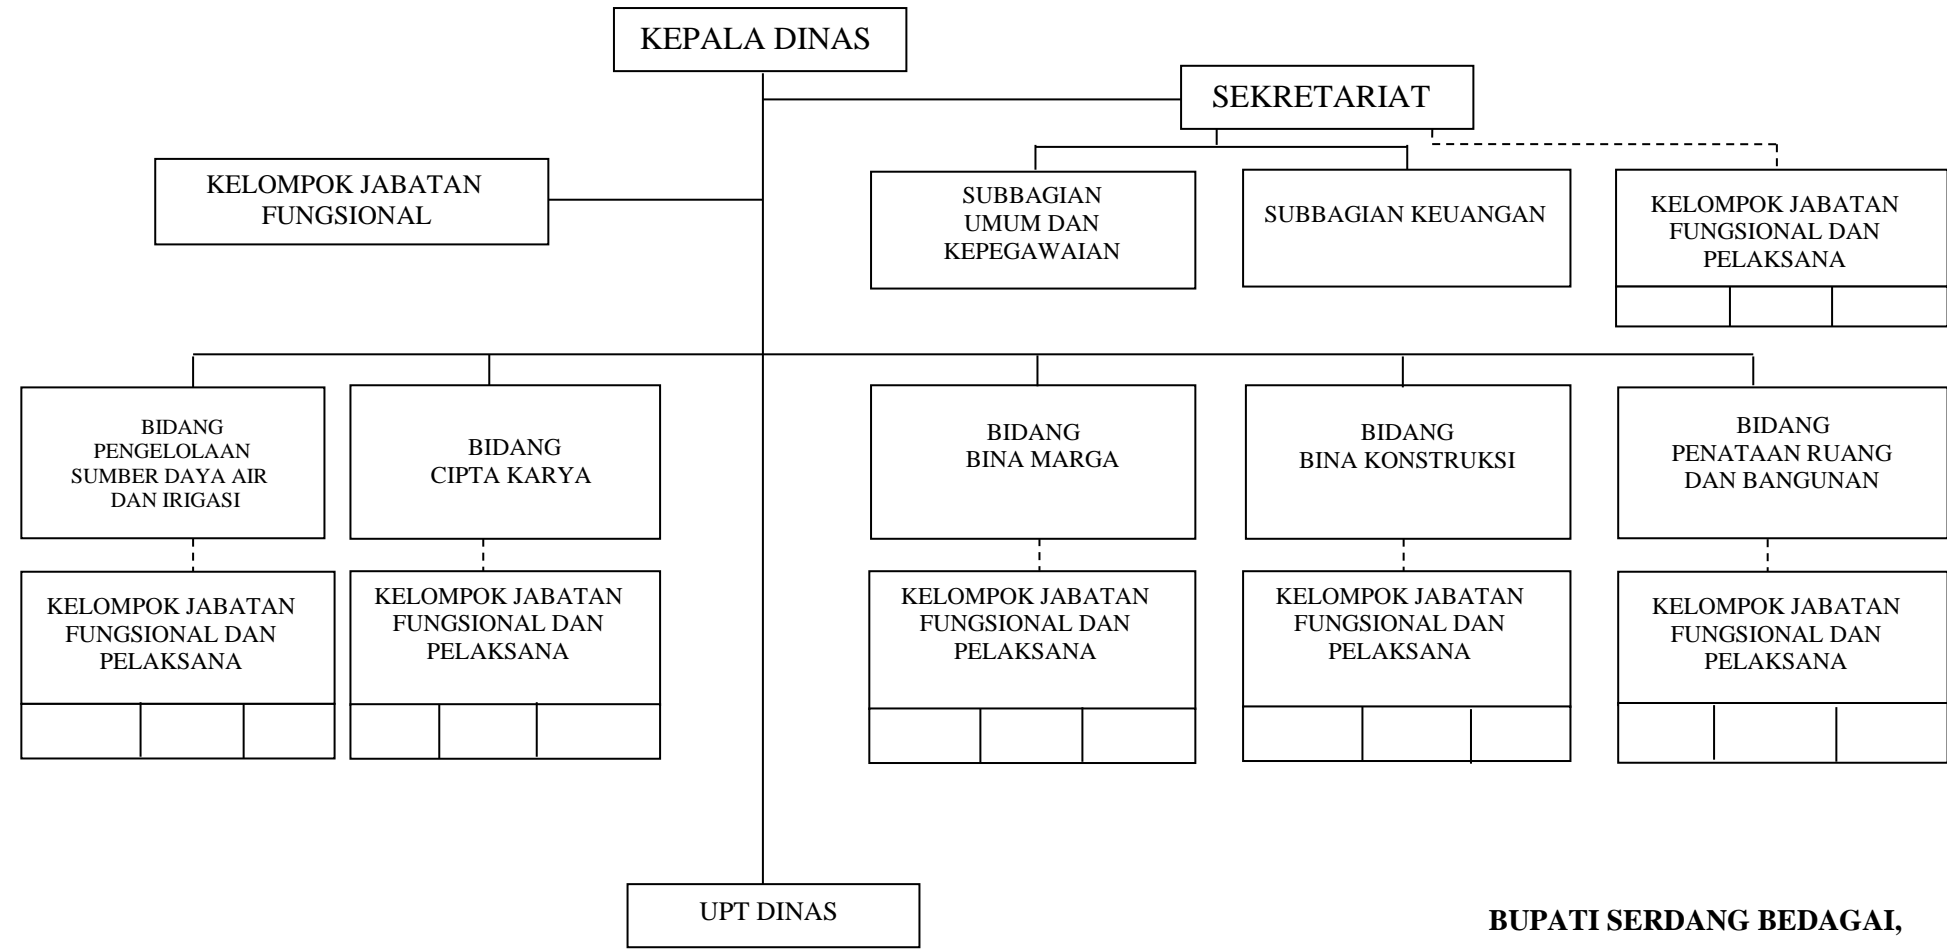 KEPALA DINAS
SEKRETARIAT
KELOMPOK JABATAN
FUNGSIONAL
SUBBAGIAN
UMUM DAN
KEPEGAWAIAN
SUBBAGIAN KEUANGAN
KELOMPOK JABATAN
FUNGSIONAL DAN
PELAKSANA
BIDANG
PENGELOLAAN
SUMBER DAYA AIR
DAN IRIGASI
BIDANG
CIPTA KARYA
BIDANG
BINA MARGA
BIDANG
BINA KONSTRUKSI
BIDANG
PENATAAN RUANG
DAN BANGUNAN
KELOMPOK JABATAN
FUNGSIONAL DAN
PELAKSANA
KELOMPOK JABATAN
FUNGSIONAL DAN
PELAKSANA
KELOMPOK JABATAN
FUNGSIONAL DAN
PELAKSANA
KELOMPOK JABATAN
FUNGSIONAL DAN
PELAKSANA
KELOMPOK JABATAN
FUNGSIONAL DAN
PELAKSANA
UPT DINAS
BUPATI SERDANG BEDAGAI,